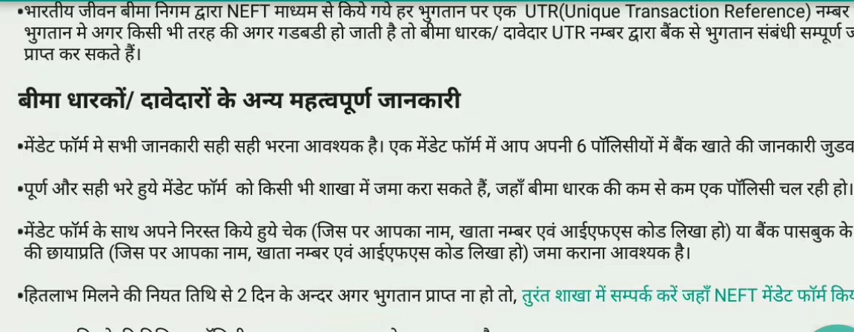 •भारतीय जीवन बीमा निगम द्वारा NEFT माध्यम से किये गये हर भुगतान पर एक UTR(Unique Transaction Reference) नम्बर
भुगतान मे अगर किसी भी तरह की अगर गडबडी हो जाती है तो बीमा धारक/ दावेदार UTR नम्बर द्वारा बैंक से भुगतान संबंधी सम्पूर्ण
प्राप्त कर सकते हैं।
बीमा धारकों/ दावेदारों के अन्य महत्वपूर्ण जानकारी
•मेंडेट फॉर्म मे सभी जानकारी सही सही भरना आवश्यक है। एक मेंडेट फॉर्म में आप अपनी 6 पॉलिसीयों में बैंक खाते की जानकारी जुडव
•पूर्ण और सही भरे हुये मेंडेट फॉर्म को किसी भी शाखा में जमा करा सकते हैं, जहाँ बीमा धारक की कम से कम एक पॉलिसी चल रही हो।
•मेंडेट फॉर्म के साथ अपने निरस्त किये हुये चेक (जिस पर आपका नाम, खाता नम्बर एवं आईएफएस कोड लिखा हो) या बैंक पासबुक के
की छायाप्रति (जिस पर आपका नाम, खाता नम्बर एवं आईएफएस कोड लिखा हो) जमा कराना आवश्यक है।
•हितलाभ मिलने की नियत तिथि से 2 दिन के अन्दर अगर भुगतान प्राप्त ना हो तो, तुरंत शाखा में सम्पर्क करें जहाँ NEFT मेंडेट फॉर्म किय